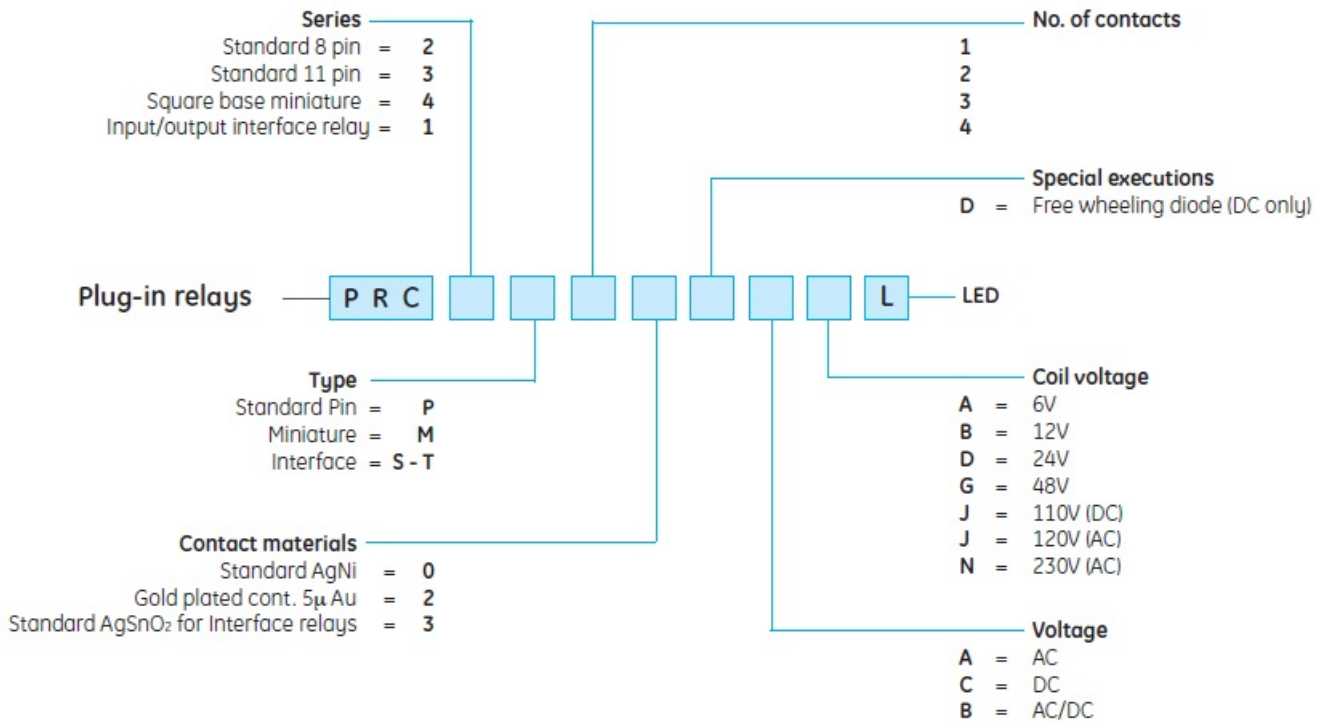 Series
Standard 8 pin = 2
Standard 11 pin = 3
Square base miniature = 4
Input/output interface relay = 1
No. of contacts
1
2
3
4
Special executions
D = Free wheeling diode (DC only)
Plug-in relays P R C L LED
Type
Standard Pin = P
Miniature = M
Interface = S - T
Contact materials
Standard AgNi = 0
Gold plated cont. 5µ Au = 2
Standard AgSnO₂ for Interface relays = 3
Coil voltage
A = 6V
B = 12V
D = 24V
G = 48V
J = 110V (DC)
J = 120V (AC)
N = 230V (AC)
Voltage
A = AC
C = DC
B = AC/DC